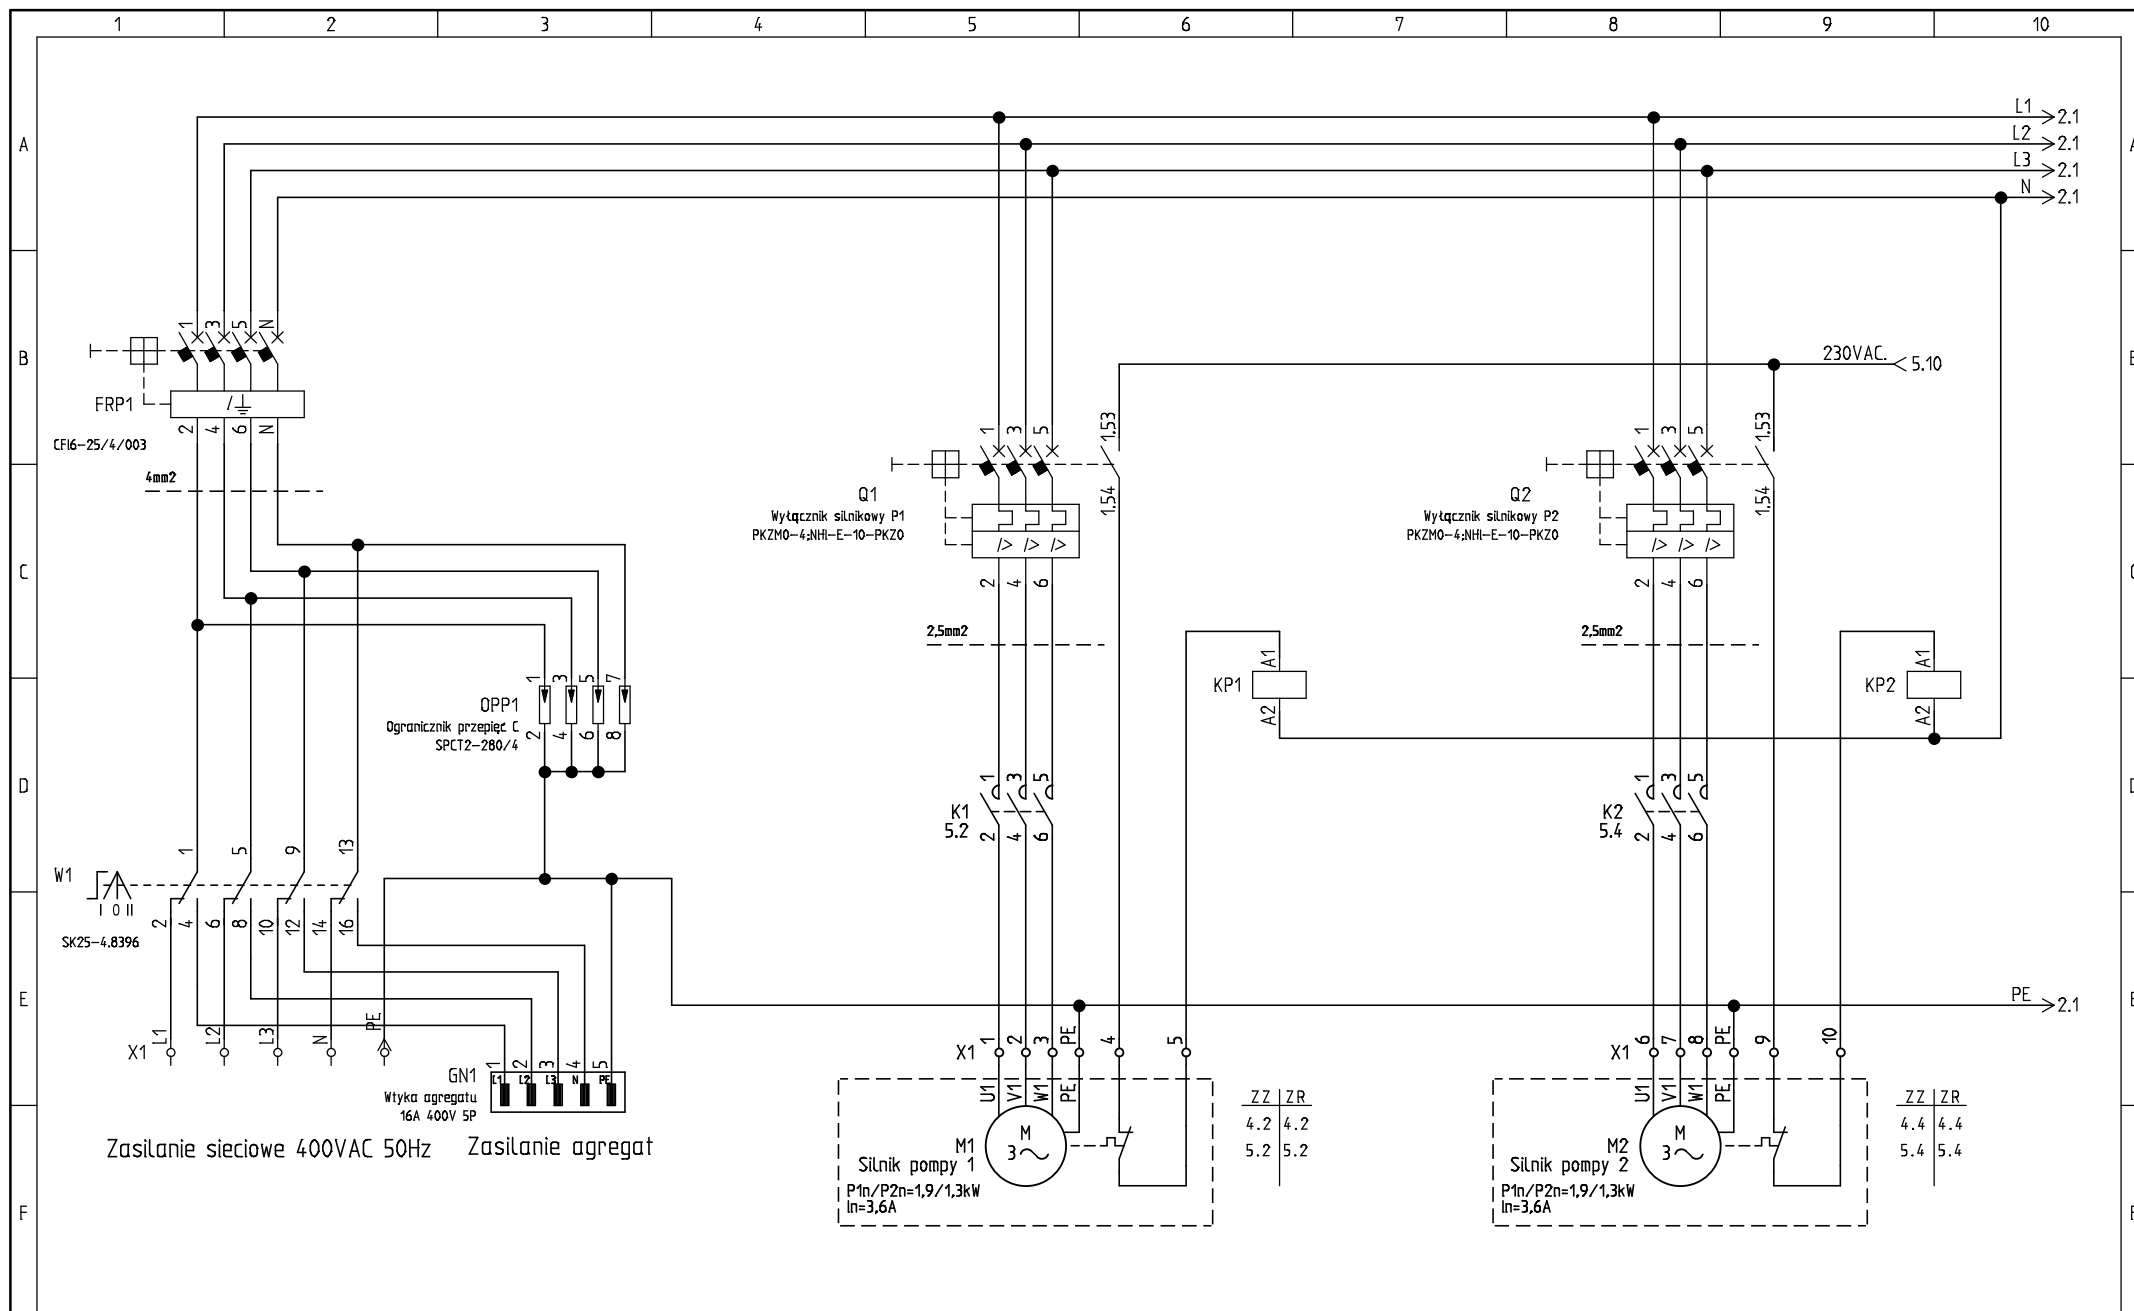 1 2 3 4 5 6 7 8 9 10
A
B
C
D
E
F
L1 2.1
L2 2.1
L3 2.1
N 2.1
1 3 5 N
FRP1
2 4 6 N
CFI6-25/4/003
4mm2
230VAC. 5.10
1 3 5 1.53
Q1
Wyłącznik silnikowy P1
PKZM0-4;NHI-E-10-PKZ0
1.54
2 4 6
2,5mm2
1 3 5 1.53
Q2
Wyłącznik silnikowy P2
PKZM0-4;NHI-E-10-PKZ0
1.54
2 4 6
2,5mm2
1 3 5 7
OPP1
Ogranicznik przepięć C
SPCT2-280/4
2 4 6 8
A1
KP1
A2
A1
KP2
A2
1 3 5
K1
5.2
2 4 6
1 3 5
K2
5.4
2 4 6
1 5 9 13
W1
I 0 II
SK25-4.8396
2 4 6 8 10 12 14 16
X1 L1 L2 L3 N PE
1 2 3 4 5
L1 L2 L3 N PE
GN1
Wtyka agregatu
16A 400V 5P
Zasilanie sieciowe 400VAC 50Hz
Zasilanie agregat
PE 2.1
X1 1 2 3 PE 4 5
U1 V1 W1 PE
M
3
M1
Silnik pompy 1
P1n/P2n=1,9/1,3kW
In=3,6A
ZZ ZR
4.2 4.2
5.2 5.2
X1 6 7 8 PE 9 10
U1 V1 W1 PE
M
3
M2
Silnik pompy 2
P1n/P2n=1,9/1,3kW
In=3,6A
ZZ ZR
4.4 4.4
5.4 5.4